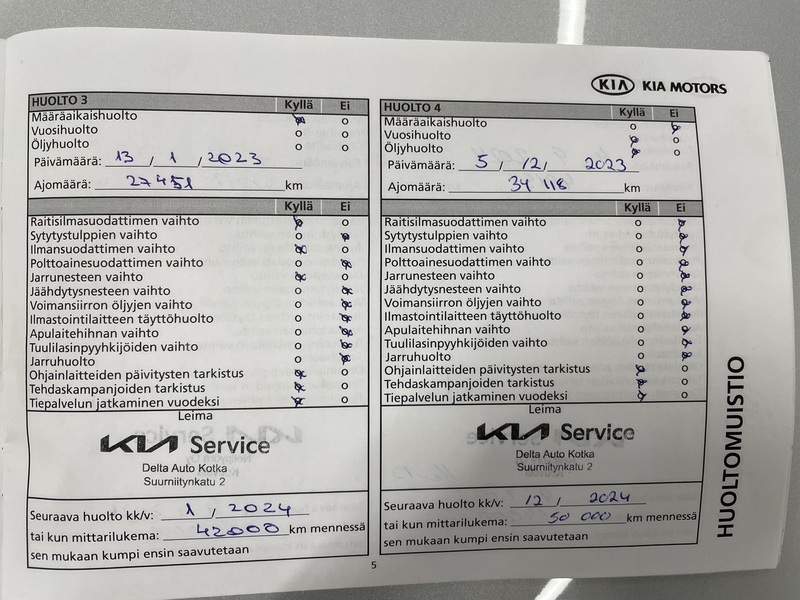 KIA KIA MOTORS
HUOLTO 3 Kyllä Ei
Määräaikaishuolto o
Vuosihuolto o o
Öljyhuolto o o
Päivämäärä: 13 / 1 / 2023
Ajomäärä: 27451 km
Kyllä Ei
Raitisilmasuodattimen vaihto o
Sytytystulppien vaihto o
Ilmansuodattimen vaihto o
Polttoainesuodattimen vaihto o
Jarrunesteen vaihto o
Jäähdytysnesteen vaihto o
Voimansiirron öljyjen vaihto o
Ilmastointilaitteen täyttöhuolto o
Apulaitehihnan vaihto o
Tuulilasinpyyhkijöiden vaihto o
Jarruhuolto o
Ohjainlaitteiden päivitysten tarkistus o
Tehdaskampanjoiden tarkistus o
Tiepalvelun jatkaminen vuodeksi o
Leima
KIA Service
Delta Auto Kotka
Suurniitynkatu 2
Seuraava huolto kk/v: 1 / 2024
tai kun mittarilukema: 42000 km mennessä
sen mukaan kumpi ensin saavutetaan
HUOLTO 4 Kyllä Ei
Määräaikaishuolto o
Vuosihuolto o
Öljyhuolto o
Päivämäärä: 5 / 12 / 2023
Ajomäärä: 34 118 km
Kyllä Ei
Raitisilmasuodattimen vaihto o
Sytytystulppien vaihto o
Ilmansuodattimen vaihto o
Polttoainesuodattimen vaihto o
Jarrunesteen vaihto o
Jäähdytysnesteen vaihto o
Voimansiirron öljyjen vaihto o
Ilmastointilaitteen täyttöhuolto o
Apulaitehihnan vaihto o
Tuulilasinpyyhkijöiden vaihto o
Jarruhuolto o
Ohjainlaitteiden päivitysten tarkistus o
Tehdaskampanjoiden tarkistus o
Tiepalvelun jatkaminen vuodeksi o
Leima
KIA Service
Delta Auto Kotka
Suurniitynkatu 2
Seuraava huolto kk/v: 12 / 2024
tai kun mittarilukema: 50 000 km mennessä
sen mukaan kumpi ensin saavutetaan
HUOLTOMUISTIO
5